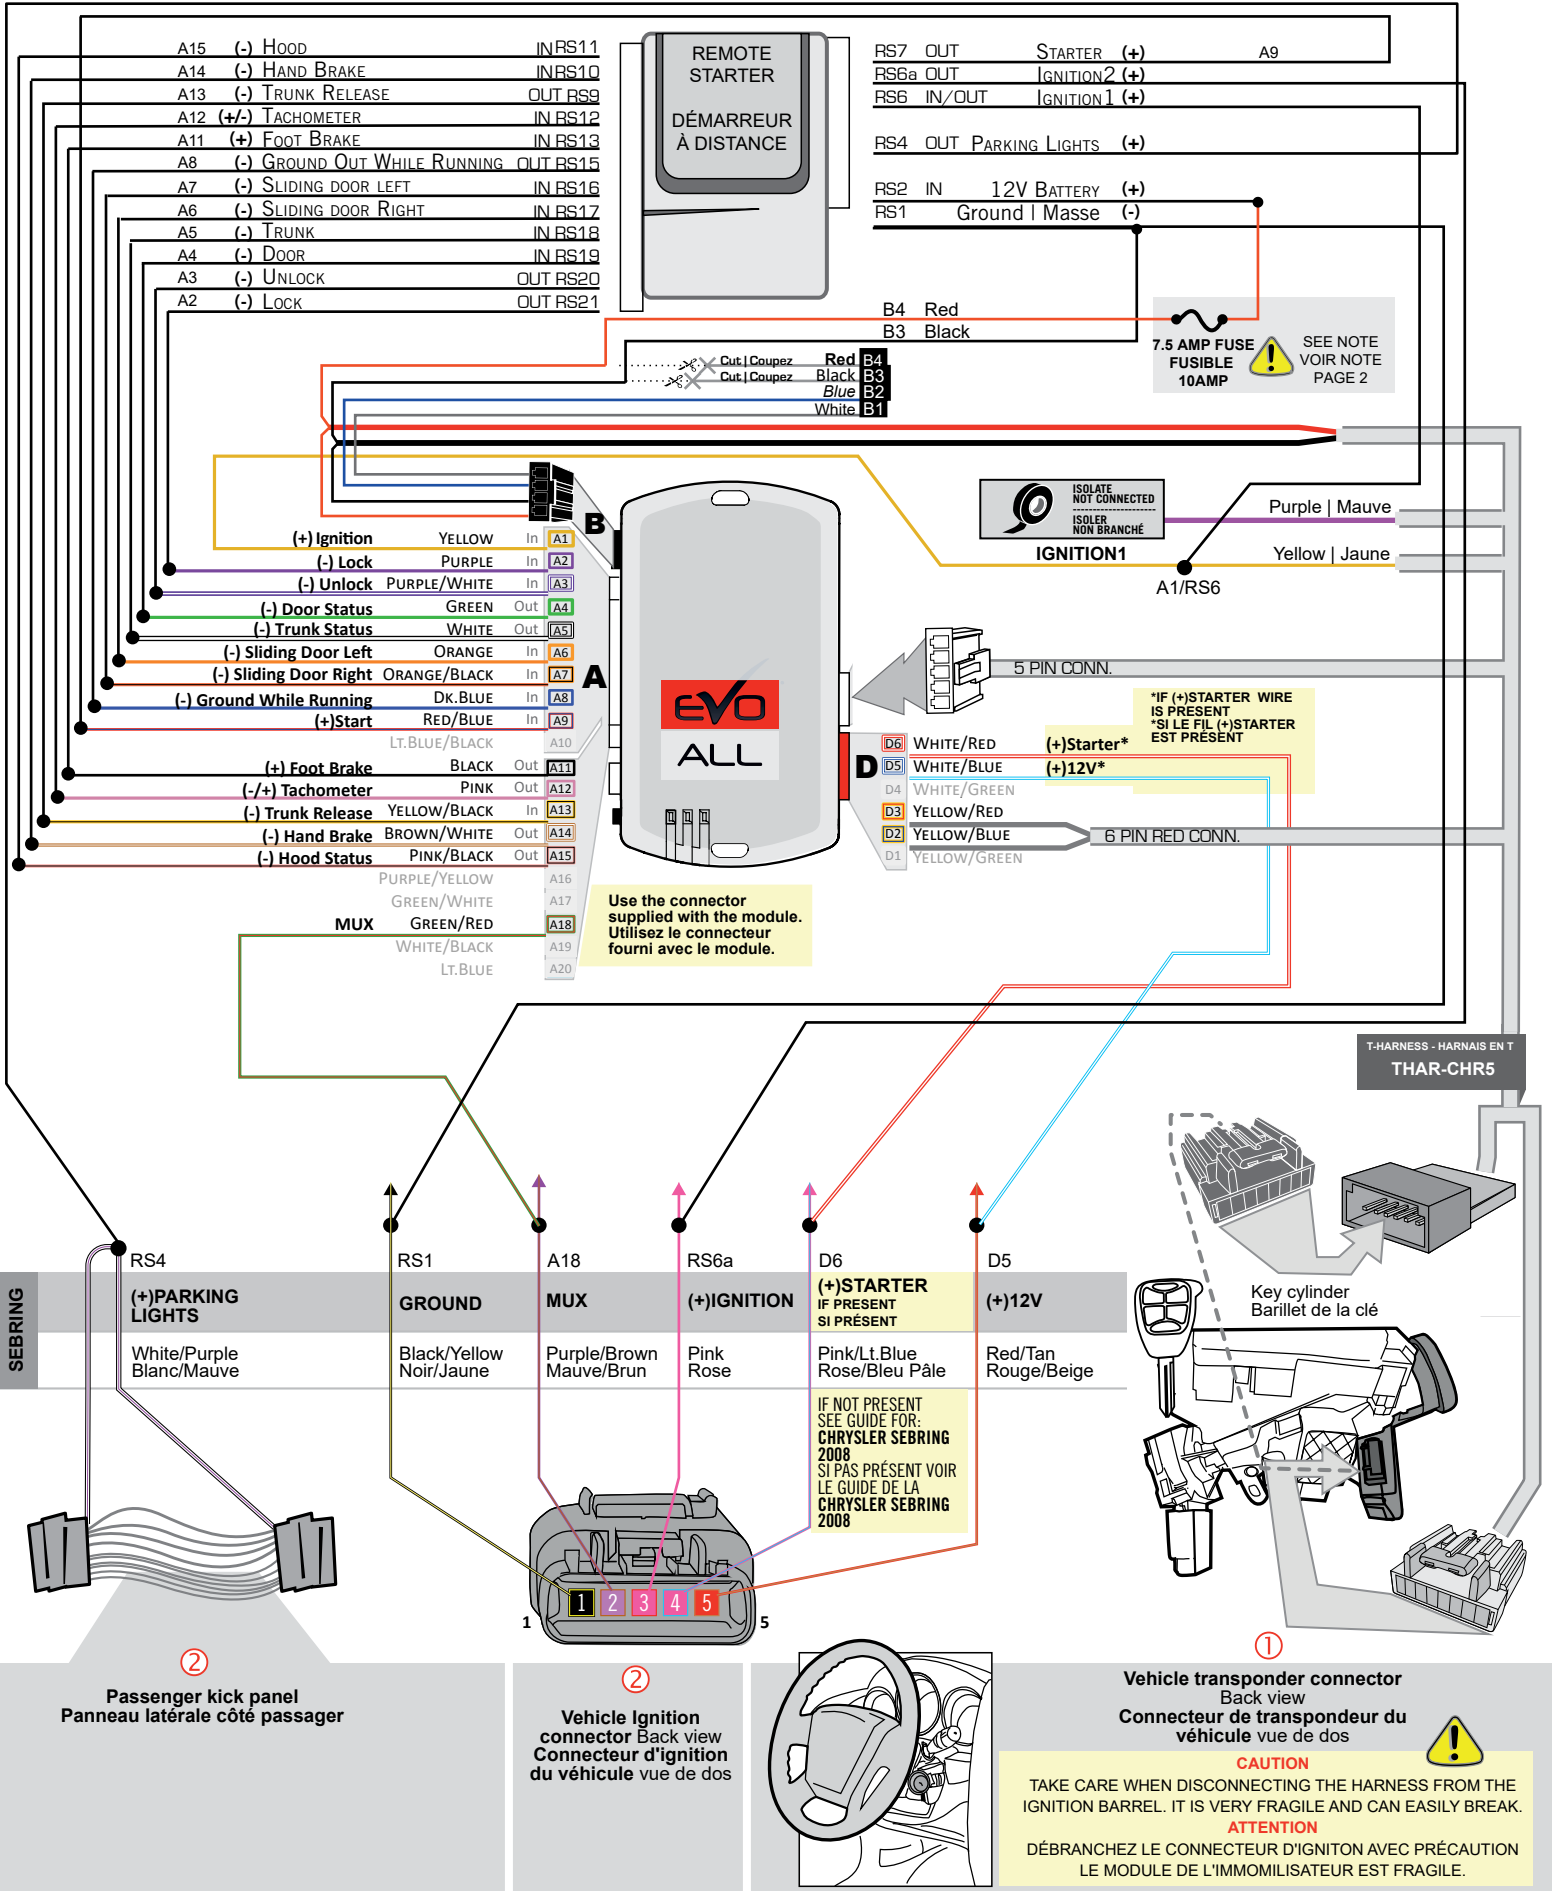 A15 (-) HOOD IN RS11
A14 (-) HAND BRAKE IN RS10
A13 (-) TRUNK RELEASE OUT RS9
A12 (+/-) TACHOMETER IN RS12
A11 (+) FOOT BRAKE IN RS13
A8 (-) GROUND OUT WHILE RUNNING OUT RS15
A7 (-) SLIDING DOOR LEFT IN RS16
A6 (-) SLIDING DOOR RIGHT IN RS17
A5 (-) TRUNK IN RS18
A4 (-) DOOR IN RS19
A3 (-) UNLOCK OUT RS20
A2 (-) LOCK OUT RS21
REMOTE
STARTER
DÉMARREUR
À DISTANCE
RS7 OUT STARTER (+) A9
RS6a OUT IGNITION2 (+)
RS6 IN/OUT IGNITION1 (+)
RS4 OUT PARKING LIGHTS (+)
RS2 IN 12V BATTERY (+)
RS1 Ground | Masse (-)
B4 Red
B3 Black
7.5 AMP FUSE
FUSIBLE
10AMP
SEE NOTE
VOIR NOTE
PAGE 2
Cut | Coupez Red B4
Cut | Coupez Black B3
Blue B2
White B1
ISOLATE
NOT CONNECTED
ISOLER
NON BRANCHÉ
IGNITION1
Purple | Mauve
Yellow | Jaune
A1/RS6
B
A
(+) Ignition YELLOW In A1
(-) Lock PURPLE In A2
(-) Unlock PURPLE/WHITE In A3
(-) Door Status GREEN Out A4
(-) Trunk Status WHITE Out A5
(-) Sliding Door Left ORANGE In A6
(-) Sliding Door Right ORANGE/BLACK In A7
(-) Ground While Running DK.BLUE In A8
(+)Start RED/BLUE In A9
LT.BLUE/BLACK A10
(+) Foot Brake BLACK Out A11
(-/+) Tachometer PINK Out A12
(-) Trunk Release YELLOW/BLACK In A13
(-) Hand Brake BROWN/WHITE Out A14
(-) Hood Status PINK/BLACK Out A15
PURPLE/YELLOW A16
GREEN/WHITE A17
MUX GREEN/RED A18
WHITE/BLACK A19
LT.BLUE A20
EVO
ALL
5 PIN CONN.
*IF (+)STARTER WIRE
IS PRESENT
*SI LE FIL (+)STARTER
EST PRÉSENT
D
D6 WHITE/RED (+)Starter*
D5 WHITE/BLUE (+)12V*
D4 WHITE/GREEN
D3 YELLOW/RED
D2 YELLOW/BLUE
D1 YELLOW/GREEN
6 PIN RED CONN.
Use the connector
supplied with the module.
Utilisez le connecteur
fourni avec le module.
T-HARNESS - HARNAIS EN T
THAR-CHR5
Key cylinder
Barillet de la clé
SEBRING
RS4 RS1 A18 RS6a D6 D5
(+)PARKING
LIGHTS
GROUND
MUX
(+)IGNITION
(+)STARTER
IF PRESENT
SI PRÉSENT
(+)12V
White/Purple
Blanc/Mauve
Black/Yellow
Noir/Jaune
Purple/Brown
Mauve/Brun
Pink
Rose
Pink/Lt.Blue
Rose/Bleu Pâle
Red/Tan
Rouge/Beige
IF NOT PRESENT
SEE GUIDE FOR:
CHRYSLER SEBRING
2008
SI PAS PRÉSENT VOIR
LE GUIDE DE LA
CHRYSLER SEBRING
2008
1 2 3 4 5
1 5
2
Passenger kick panel
Panneau latérale côté passager
2
Vehicle Ignition
connector Back view
Connecteur d'ignition
du véhicule vue de dos
1
Vehicle transponder connector
Back view
Connecteur de transpondeur du
véhicule vue de dos
CAUTION
TAKE CARE WHEN DISCONNECTING THE HARNESS FROM THE
IGNITION BARREL. IT IS VERY FRAGILE AND CAN EASILY BREAK.
ATTENTION
DÉBRANCHEZ LE CONNECTEUR D'IGNITON AVEC PRÉCAUTION
LE MODULE DE L'IMMOMILISATEUR EST FRAGILE.